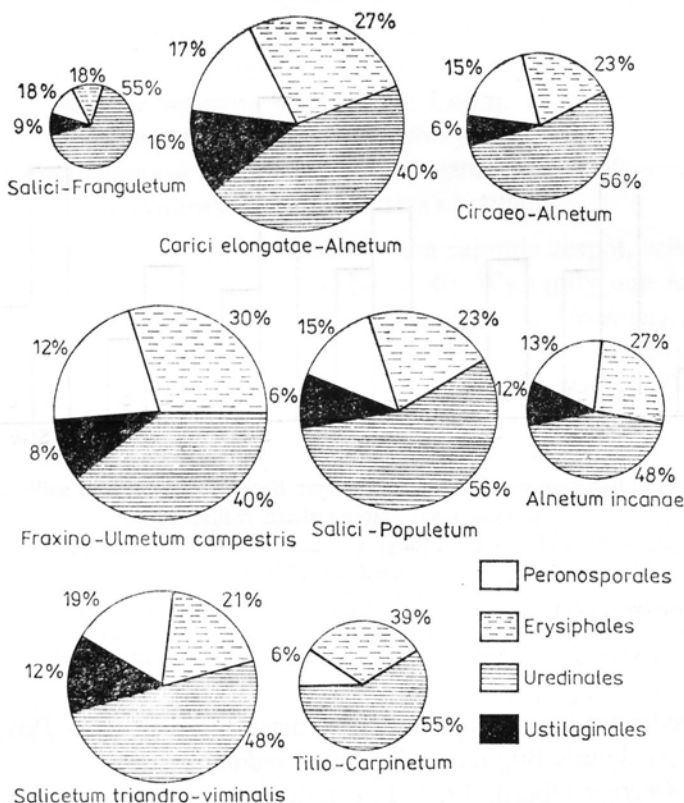 18% 18% 55%
9%
Salici-Franguletum
17% 27%
16% 40%
Carici elongatae-Alnetum
15% 23%
6% 56%
Circaeo-Alnetum
12% 30%
8% 40%
Fraxino-Ulmetum campestris
15% 23%
6% 56%
Salici-Populetum
13% 27%
12% 48%
Alnetum incanae
19% 21%
12% 48%
Salicetum triandro-viminalis
39%
6% 55%
Tilio-Carpinetum
Peronosporales
Erysiphales
Uredinales
Ustilaginales